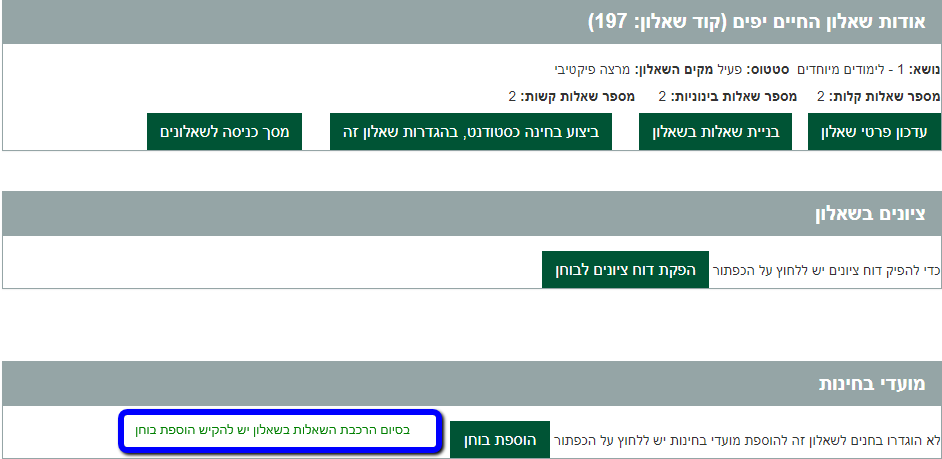 אודות שאלון החיים יפים (קוד שאלון: 197)
נושא: 1 - לימודים מיוחדים סטטוס: פעיל מקים השאלון: מרצה פיקטיבי
מספר שאלות קלות: 2 מספר שאלות בינוניות: 2 מספר שאלות קשות: 2
עדכון פרטי שאלון בניית שאלות בשאלון ביצוע בחינה כסטודנט, בהגדרות שאלון זה מסך כניסה לשאלונים
ציונים בשאלון
כדי להפיק דוח ציונים יש ללחוץ על הכפתור הפקת דוח ציונים לבוחן
מועדי בחינות
לא הוגדרו בחנים לשאלון זה להוספת מועדי בחינות יש ללחוץ על הכפתור הוספת בוחן בסיום הרכבת השאלות בשאלון יש להקיש הוספת בוחן